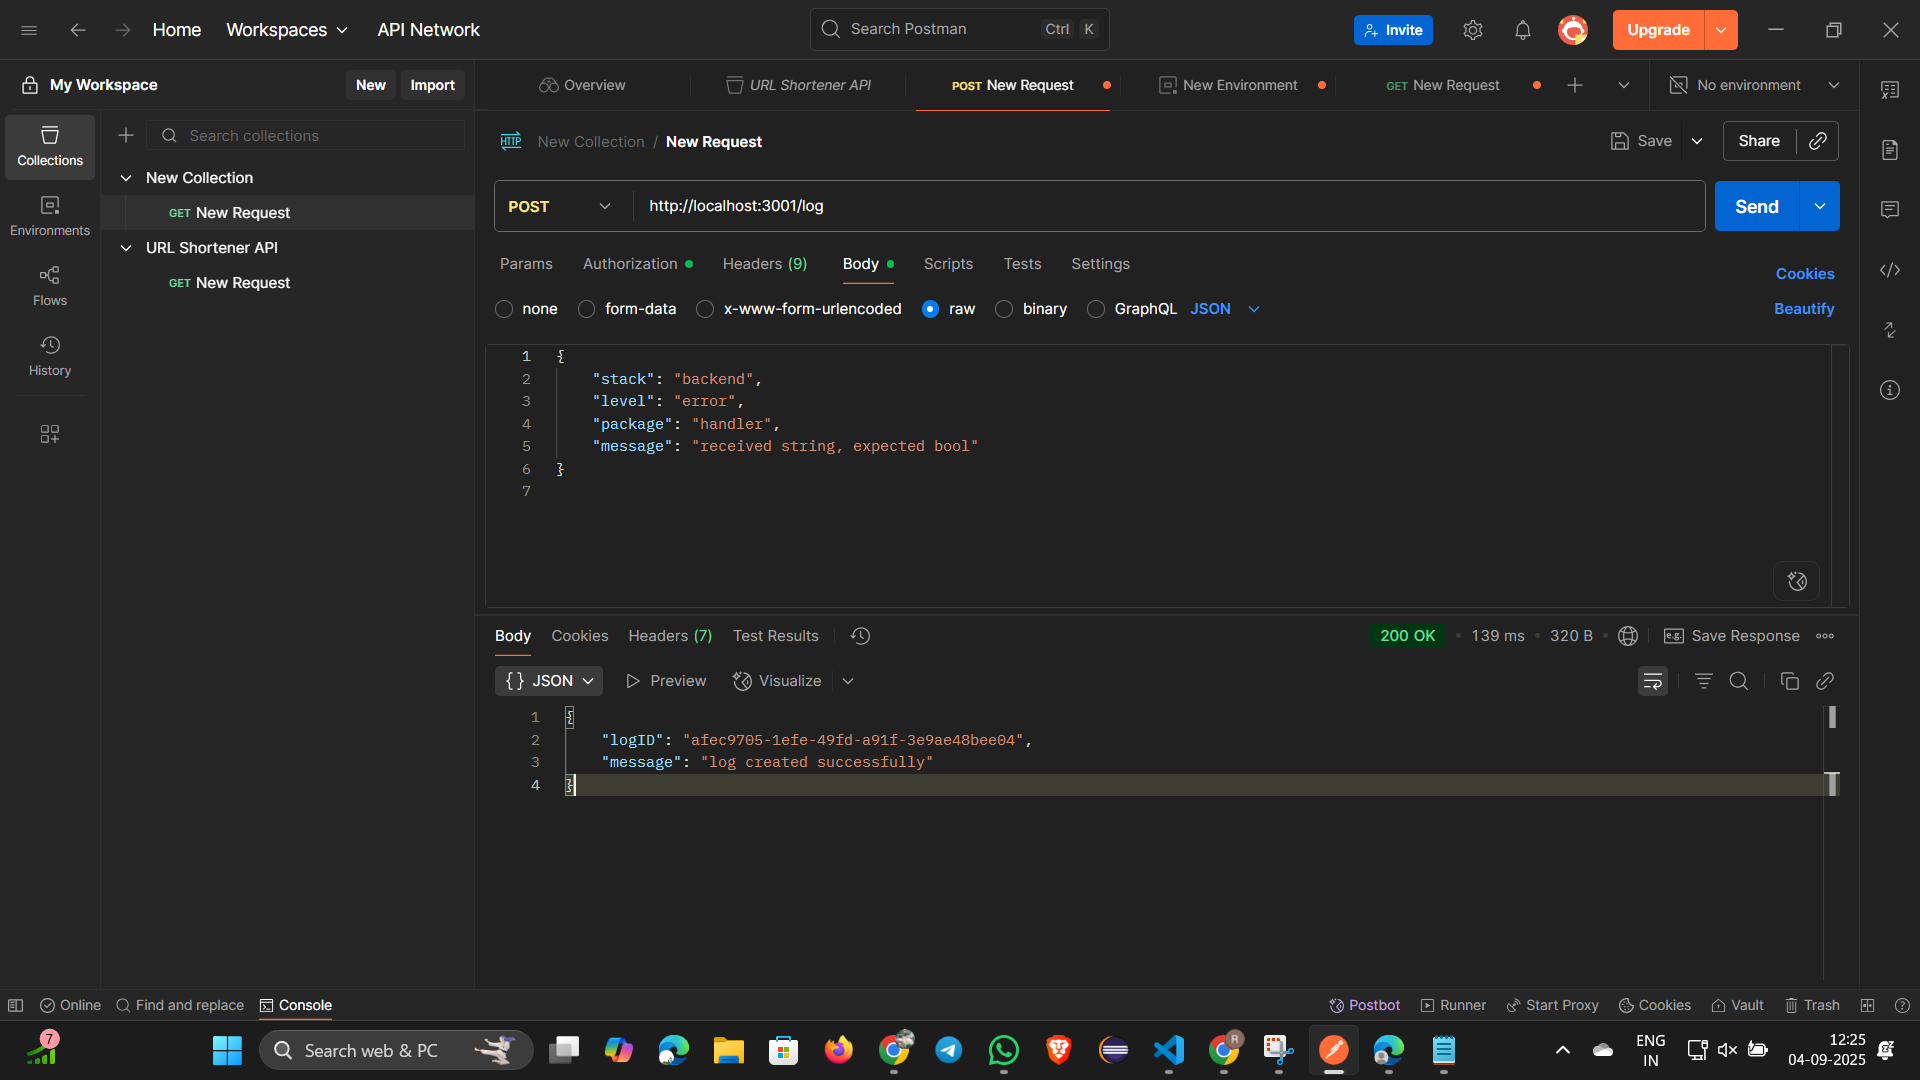 Home
Workspaces
API Network
Search Postman
Ctrl K
Invite
Upgrade
My Workspace
New
Import
Overview
URL Shortener API
POST New Request
New Environment
GET New Request
No environment
Collections
Environments
Flows
History
Search collections
New Collection
GET New Request
URL Shortener API
GET New Request
HTTP
New Collection / New Request
Save
Share
POST
http://localhost:3001/log
Send
Params
Authorization
Headers (9)
Body
Scripts
Tests
Settings
Cookies
none
form-data
x-www-form-urlencoded
raw
binary
GraphQL
JSON
Beautify
1 {
2 "stack": "backend",
3 "level": "error",
4 "package": "handler",
5 "message": "received string, expected bool"
6 }
7
Body
Cookies
Headers (7)
Test Results
200 OK
139 ms
320 B
e.g.
Save Response
{} JSON
Preview
Visualize
1 {
2 "logID": "afec9705-1efe-49fd-a91f-3e9ae48bee04",
3 "message": "log created successfully"
4 }
Online
Find and replace
Console
Postbot
Runner
Start Proxy
Cookies
Vault
Trash
7
Search web & PC
R
ENG
IN
12:25
04-09-2025